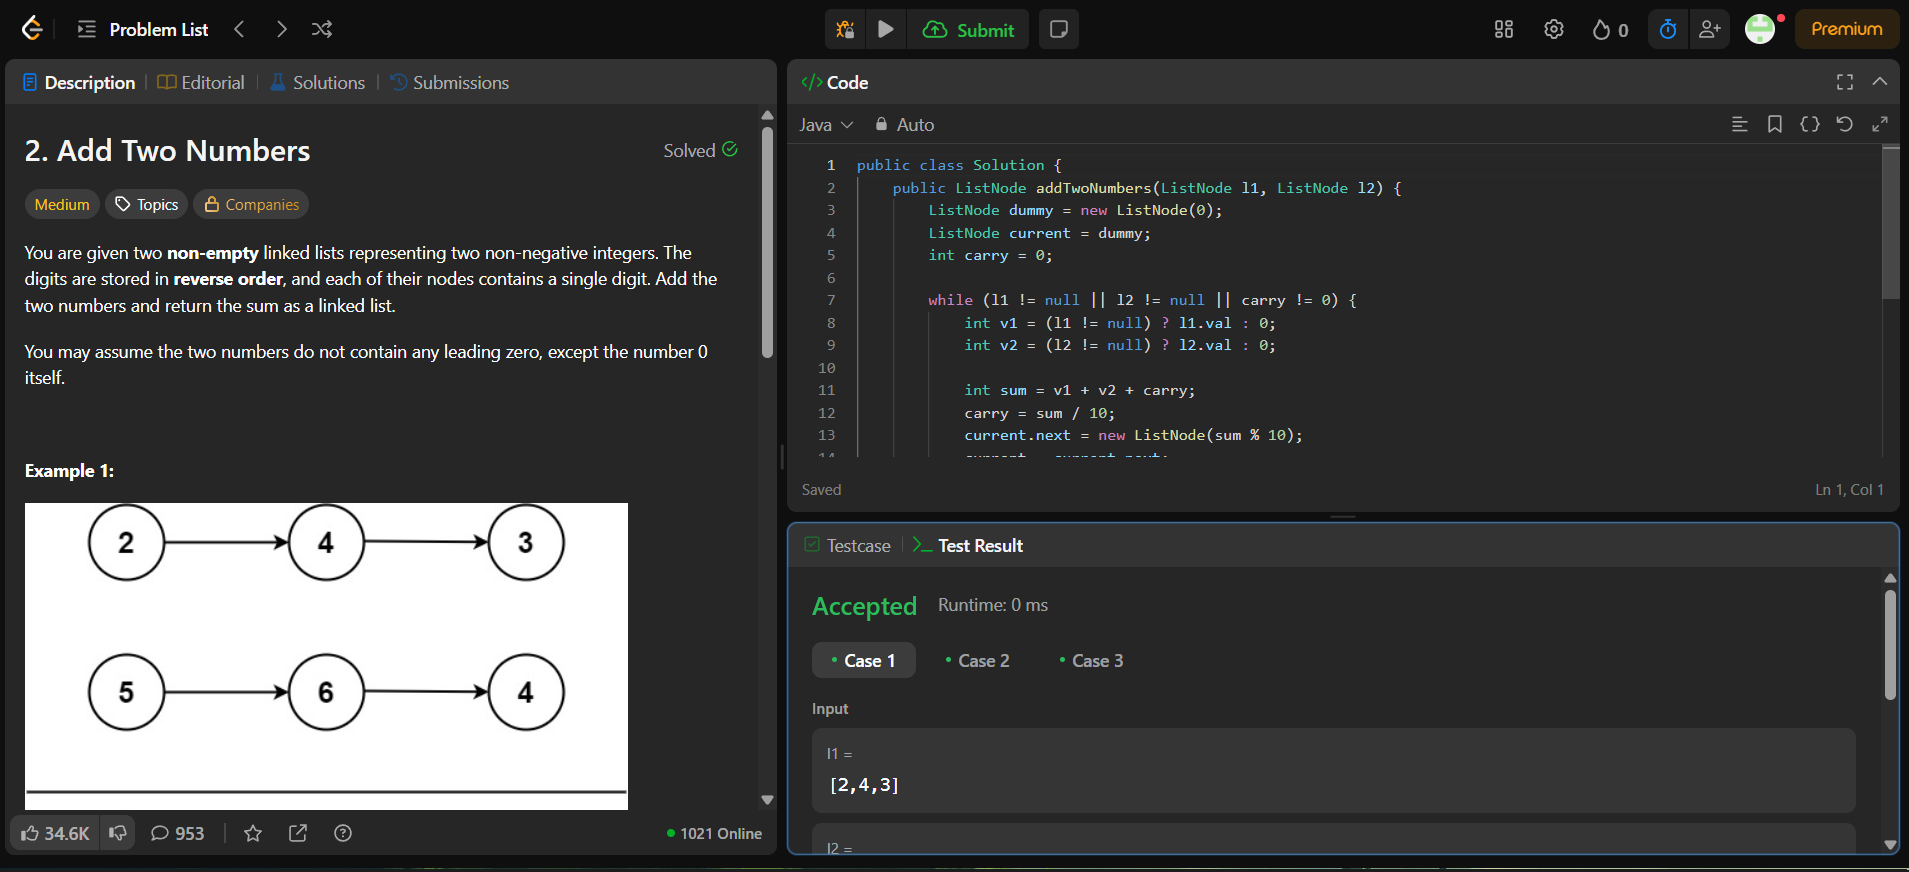 Problem List
Submit
0
Premium
Description
Editorial
Solutions
Submissions
2. Add Two Numbers
Solved
Medium
Topics
Companies
You are given two non-empty linked lists representing two non-negative integers. The
digits are stored in reverse order, and each of their nodes contains a single digit. Add the
two numbers and return the sum as a linked list.
You may assume the two numbers do not contain any leading zero, except the number 0
itself.
Example 1:
2 4 3
5 6 4
34.6K
953
1021 Online
</> Code
Java
Auto
1 public class Solution {
2 public ListNode addTwoNumbers(ListNode l1, ListNode l2) {
3 ListNode dummy = new ListNode(0);
4 ListNode current = dummy;
5 int carry = 0;
6
7 while (l1 != null || l2 != null || carry != 0) {
8 int v1 = (l1 != null) ? l1.val : 0;
9 int v2 = (l2 != null) ? l2.val : 0;
10
11 int sum = v1 + v2 + carry;
12 carry = sum / 10;
13 current.next = new ListNode(sum % 10);
14 current = current.next;
Saved
Ln 1, Col 1
Testcase
Test Result
Accepted
Runtime: 0 ms
Case 1
Case 2
Case 3
Input
l1 =
[2,4,3]
l2 =